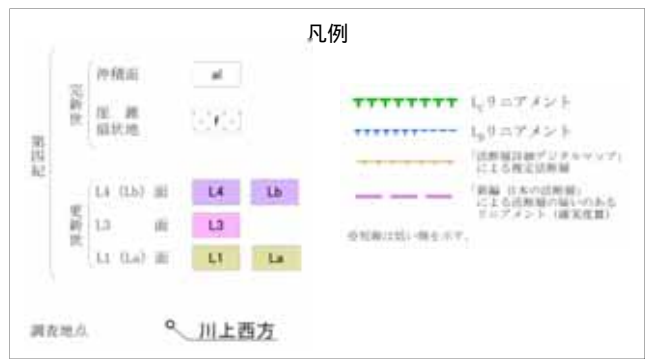 凡例
第四紀
完新世
沖積面 al
崖錐
扇状地 f
更新世
L4 (Lb) 面 L4 Lb
L3 面 L3
L1 (La) 面 L1 La
調査地点 川上西方
LCリニアメント
LDリニアメント
「活断層詳細デジタルマップ」
による推定活断層
「新編 日本の活断層」
による活断層の疑いのある
リニアメント (確実度Ⅲ)
※短線は低い側を示す。